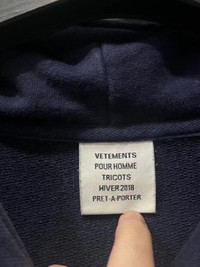 VETEMENTS
POUR HOMME
TRICOTS
HIVER 2018
PRET-A-PORTER